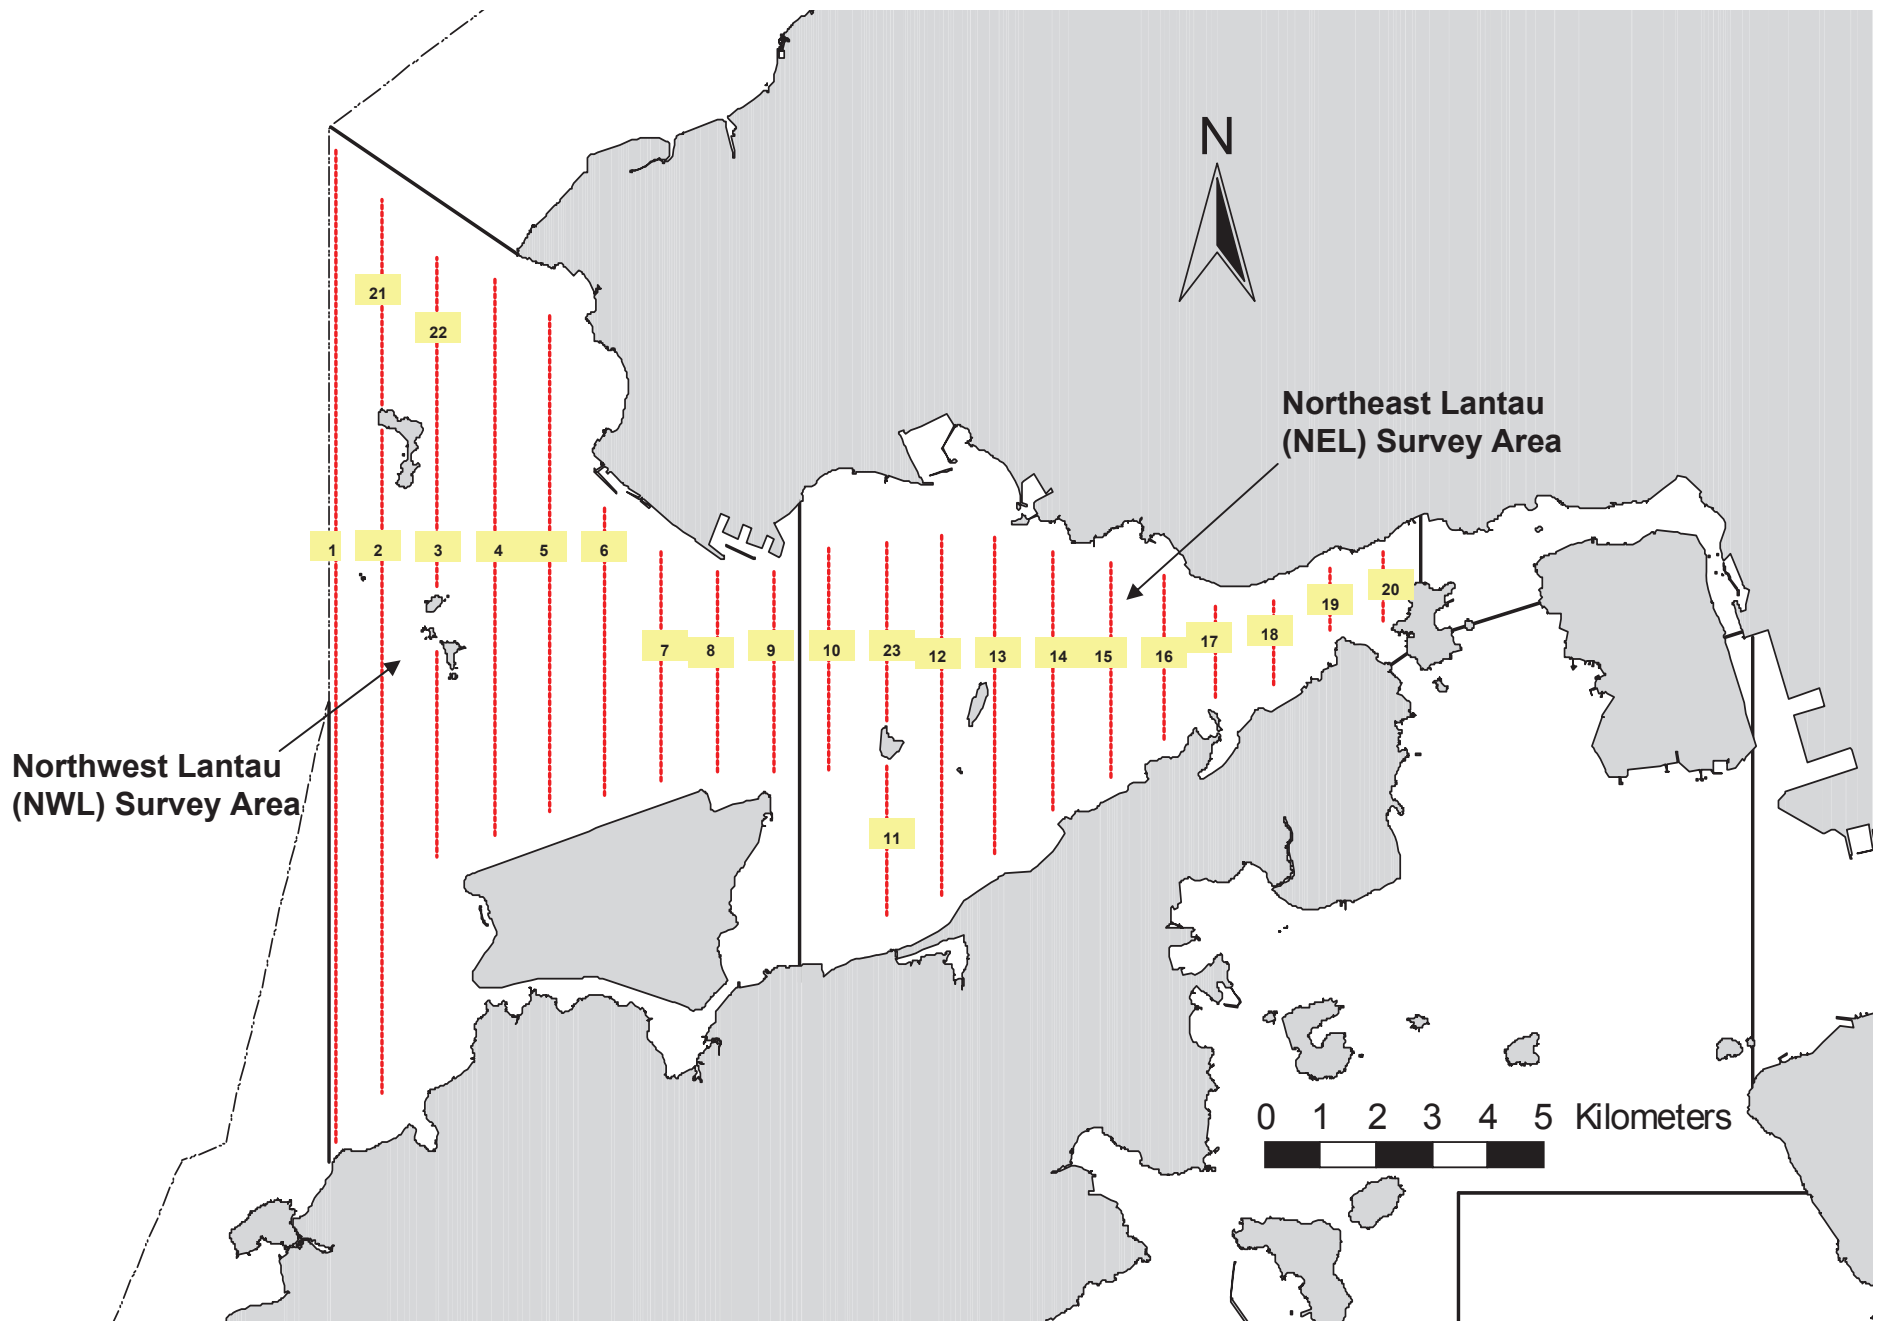 N
21
22
Northeast Lantau
(NEL) Survey Area
1 2 3 4 5 6
20
19
7 8 9 10 23 12 13 14 15 16 17 18
Northwest Lantau
(NWL) Survey Area
11
0 1 2 3 4 5 Kilometers